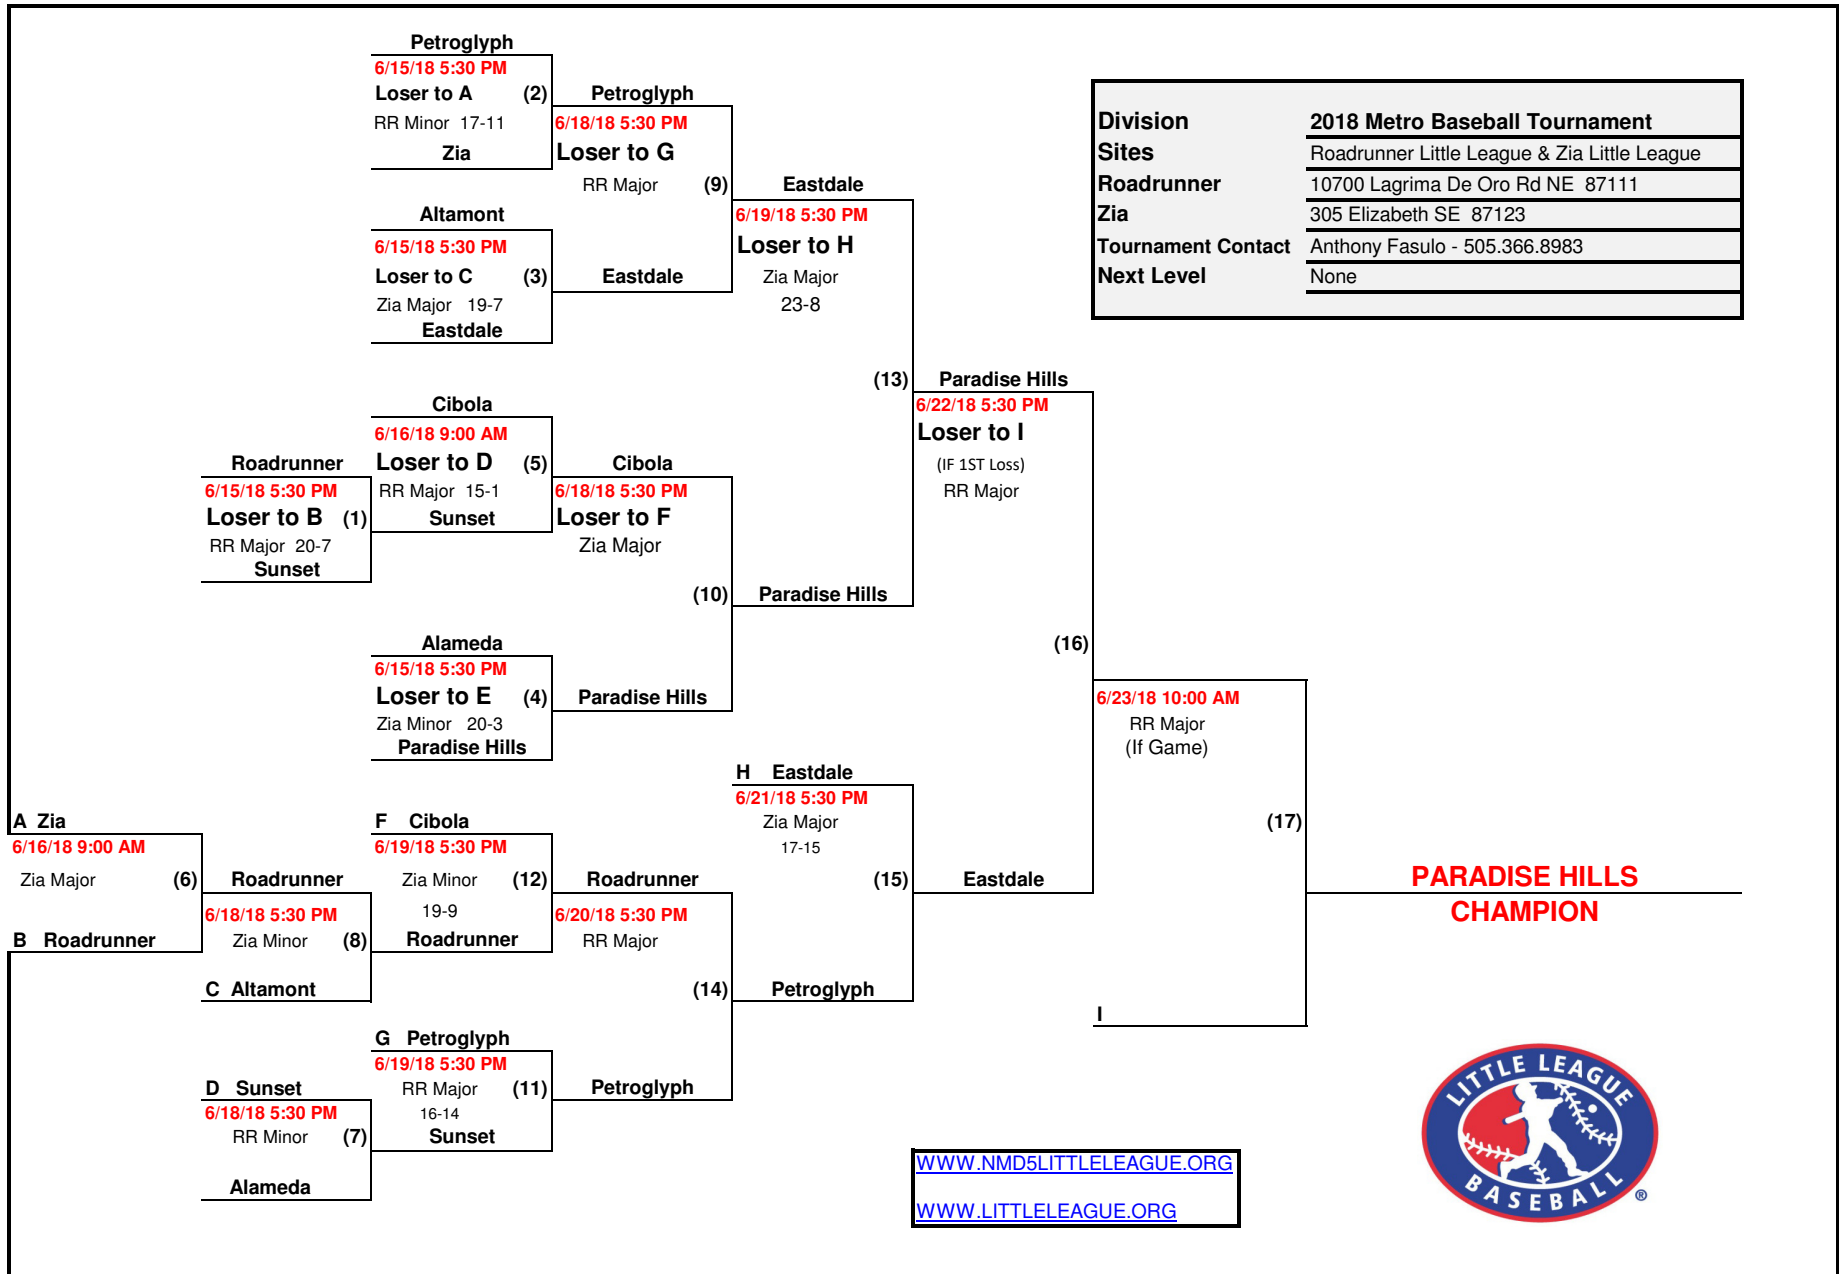 Petroglyph
6/15/18 5:30 PM
Loser to A (2)
RR Minor 17-11
Zia
Petroglyph
6/18/18 5:30 PM
Loser to G
RR Major (9)
Altamont
6/15/18 5:30 PM
Loser to C (3)
Zia Major 19-7
Eastdale
Eastdale
Eastdale
6/19/18 5:30 PM
Loser to H
Zia Major
23-8
(13)
Division 2018 Metro Baseball Tournament
Sites Roadrunner Little League & Zia Little League
Roadrunner 10700 Lagrima De Oro Rd NE 87111
Zia 305 Elizabeth SE 87123
Tournament Contact Anthony Fasulo - 505.366.8983
Next Level None
Cibola
6/16/18 9:00 AM
Loser to D (5)
RR Major 15-1
Sunset
Roadrunner
6/15/18 5:30 PM
Loser to B (1)
RR Major 20-7
Sunset
Cibola
6/18/18 5:30 PM
Loser to F
Zia Major
(10)
Alameda
6/15/18 5:30 PM
Loser to E (4)
Zia Minor 20-3
Paradise Hills
Paradise Hills
Paradise Hills
Paradise Hills
6/22/18 5:30 PM
Loser to I
(IF 1ST Loss)
RR Major
(16)
6/23/18 10:00 AM
RR Major
(If Game)
(17)
I
PARADISE HILLS
CHAMPION
A Zia
6/16/18 9:00 AM
Zia Major (6)
B Roadrunner
Roadrunner
6/18/18 5:30 PM
Zia Minor (8)
C Altamont
F Cibola
6/19/18 5:30 PM
Zia Minor (12)
19-9
Roadrunner
Roadrunner
6/20/18 5:30 PM
RR Major
(14)
H Eastdale
6/21/18 5:30 PM
Zia Major
17-15
(15)
Eastdale
Petroglyph
D Sunset
6/18/18 5:30 PM
RR Minor (7)
Alameda
G Petroglyph
6/19/18 5:30 PM
RR Major (11)
16-14
Sunset
Petroglyph
WWW.NMD5LITTLELEAGUE.ORG
WWW.LITTLELEAGUE.ORG
LITTLE LEAGUE
BASEBALL ®